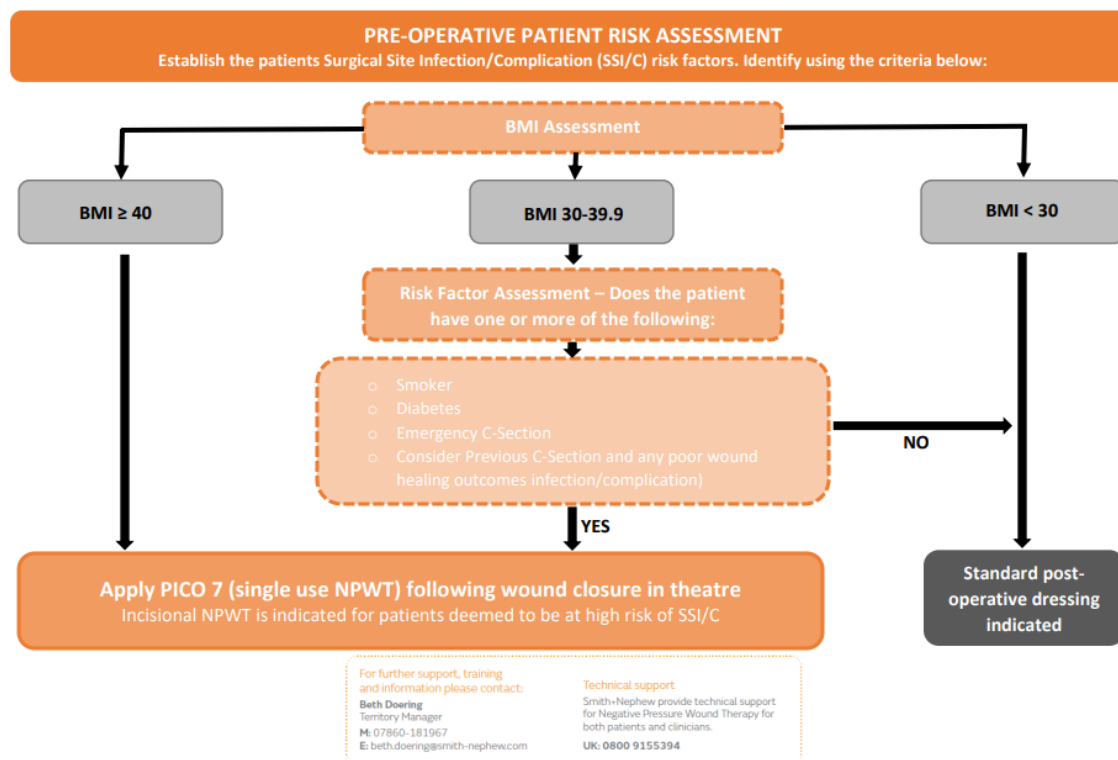 PRE-OPERATIVE PATIENT RISK ASSESSMENT
Establish the patients Surgical Site Infection/Complication (SSI/C) risk factors. Identify using the criteria below:
BMI Assessment
BMI ≥ 40
BMI 30-39.9
BMI < 30
Risk Factor Assessment – Does the patient
have one or more of the following:
o Smoker
o Diabetes
o Emergency C-Section
o Consider Previous C-Section and any poor wound
healing outcomes infection/complication)
NO
YES
Apply PICO 7 (single use NPWT) following wound closure in theatre
Incisional NPWT is indicated for patients deemed to be at high risk of SSI/C
Standard post-
operative dressing
indicated
For further support, training
and information please contact:
Beth Doering
Territory Manager
M: 07860-181967
E: beth.doering@smith-nephew.com
Technical support
Smith+Nephew provide technical support
for Negative Pressure Wound Therapy for
both patients and clinicians.
UK: 0800 9155394